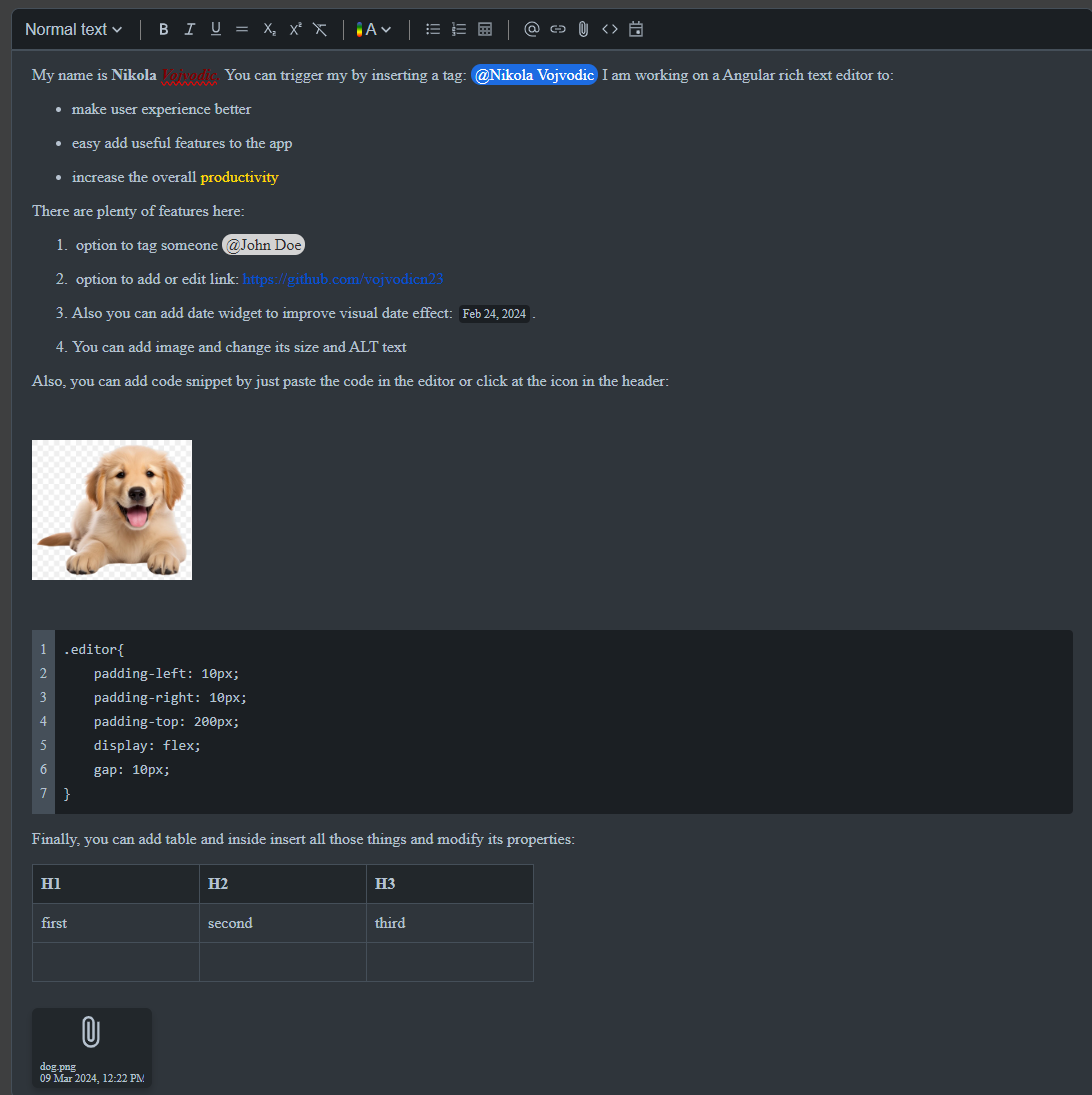 Normal text B I U X₂ X² A @ <>
My name is Nikola Vojvodic. You can trigger my by inserting a tag: @Nikola Vojvodic I am working on a Angular rich text editor to:
• make user experience better
• easy add useful features to the app
• increase the overall productivity
There are plenty of features here:
1. option to tag someone @John Doe
2. option to add or edit link: https://github.com/vojvodicn23
3. Also you can add date widget to improve visual date effect: Feb 24, 2024 .
4. You can add image and change its size and ALT text
Also, you can add code snippet by just paste the code in the editor or click at the icon in the header:
1 .editor{
2 padding-left: 10px;
3 padding-right: 10px;
4 padding-top: 200px;
5 display: flex;
6 gap: 10px;
7 }
Finally, you can add table and inside insert all those things and modify its properties:
H1 H2 H3
first second third
dog.png
09 Mar 2024, 12:22 PM